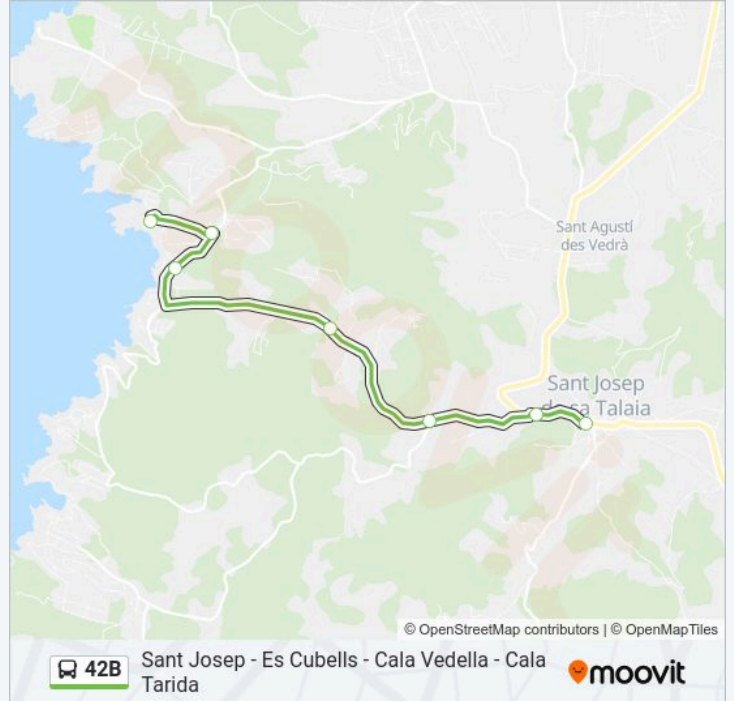 Sant Agustí
des Vedrà
Sant Josep
de sa Talaia
© OpenStreetMap contributors | © OpenMapTiles
42B
Sant Josep - Es Cubells - Cala Vedella - Cala
Tarida
moovit